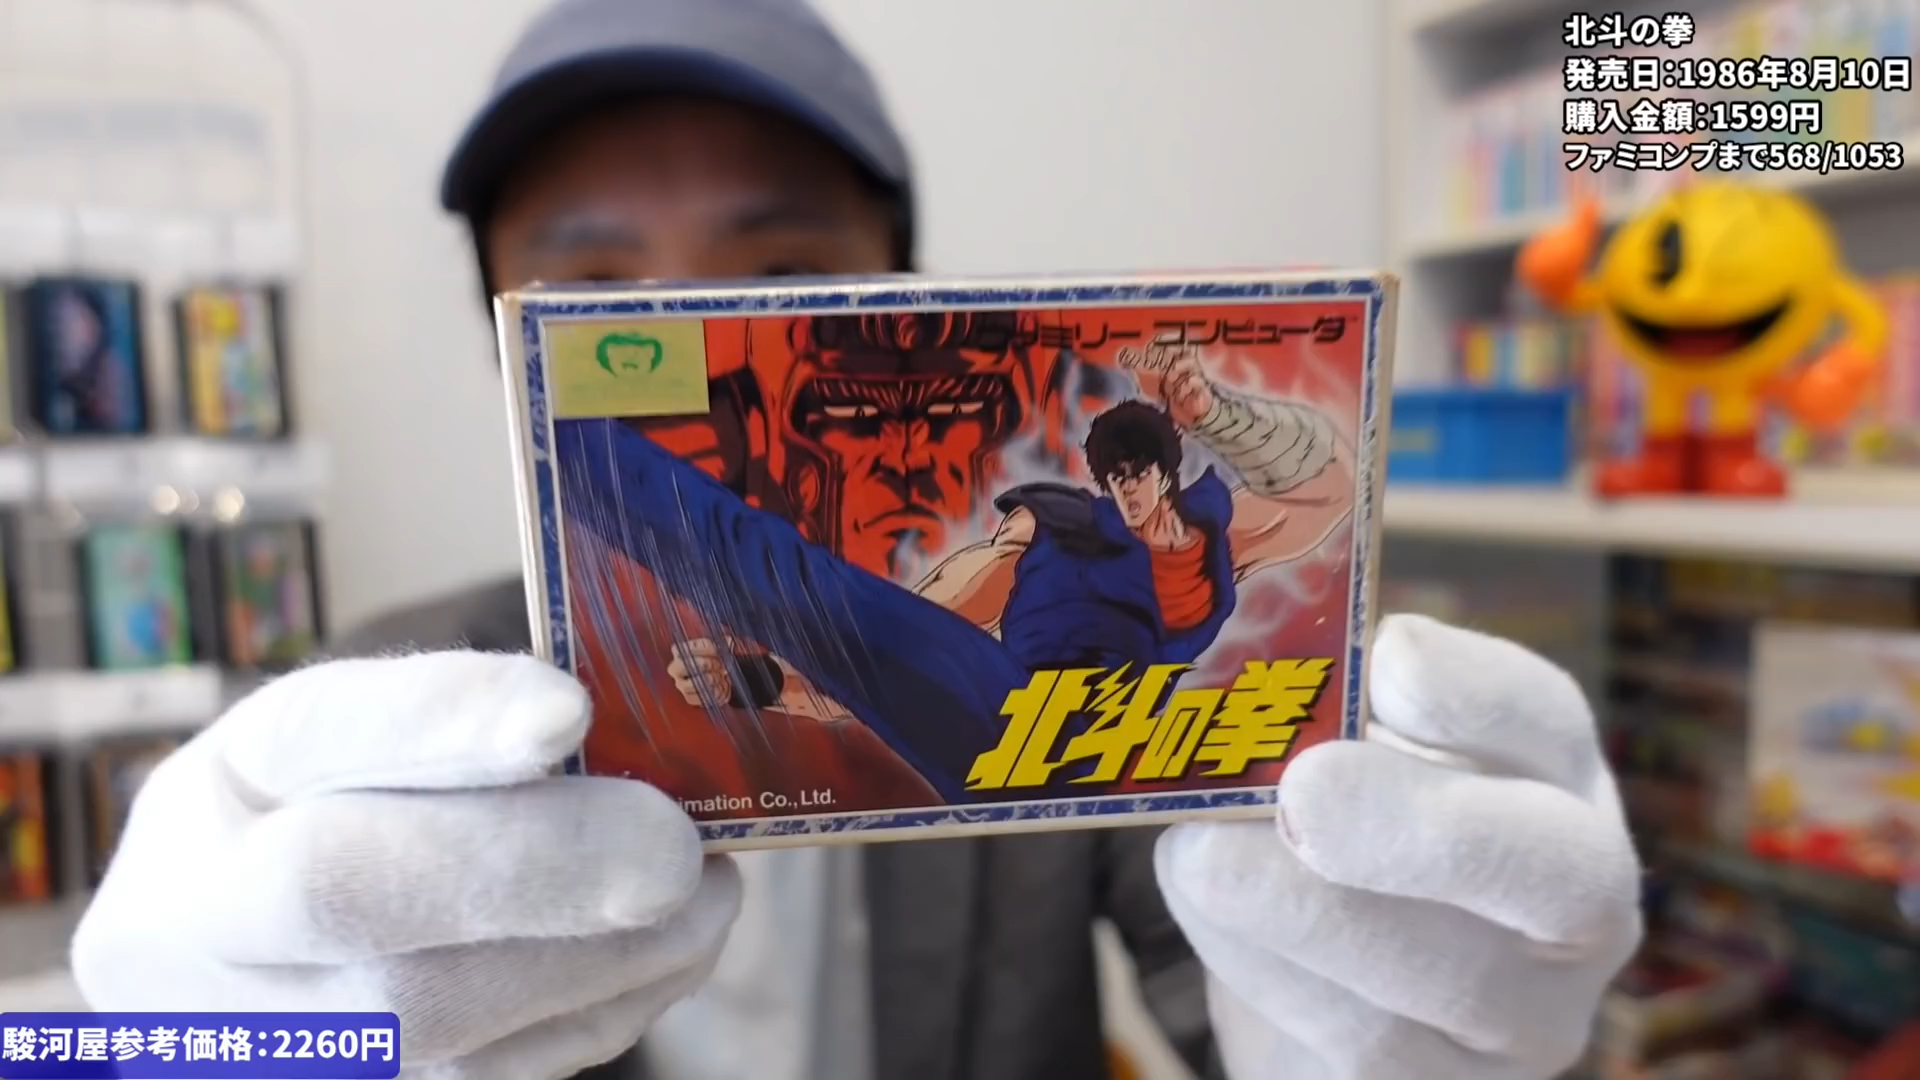 北斗の拳
発売日:1986年8月10日
購入金額:1599円
ファミコンプまで568/1053
ファミリー コンピュータ
北斗の拳
imation Co.,Ltd.
駿河屋参考価格:2260円